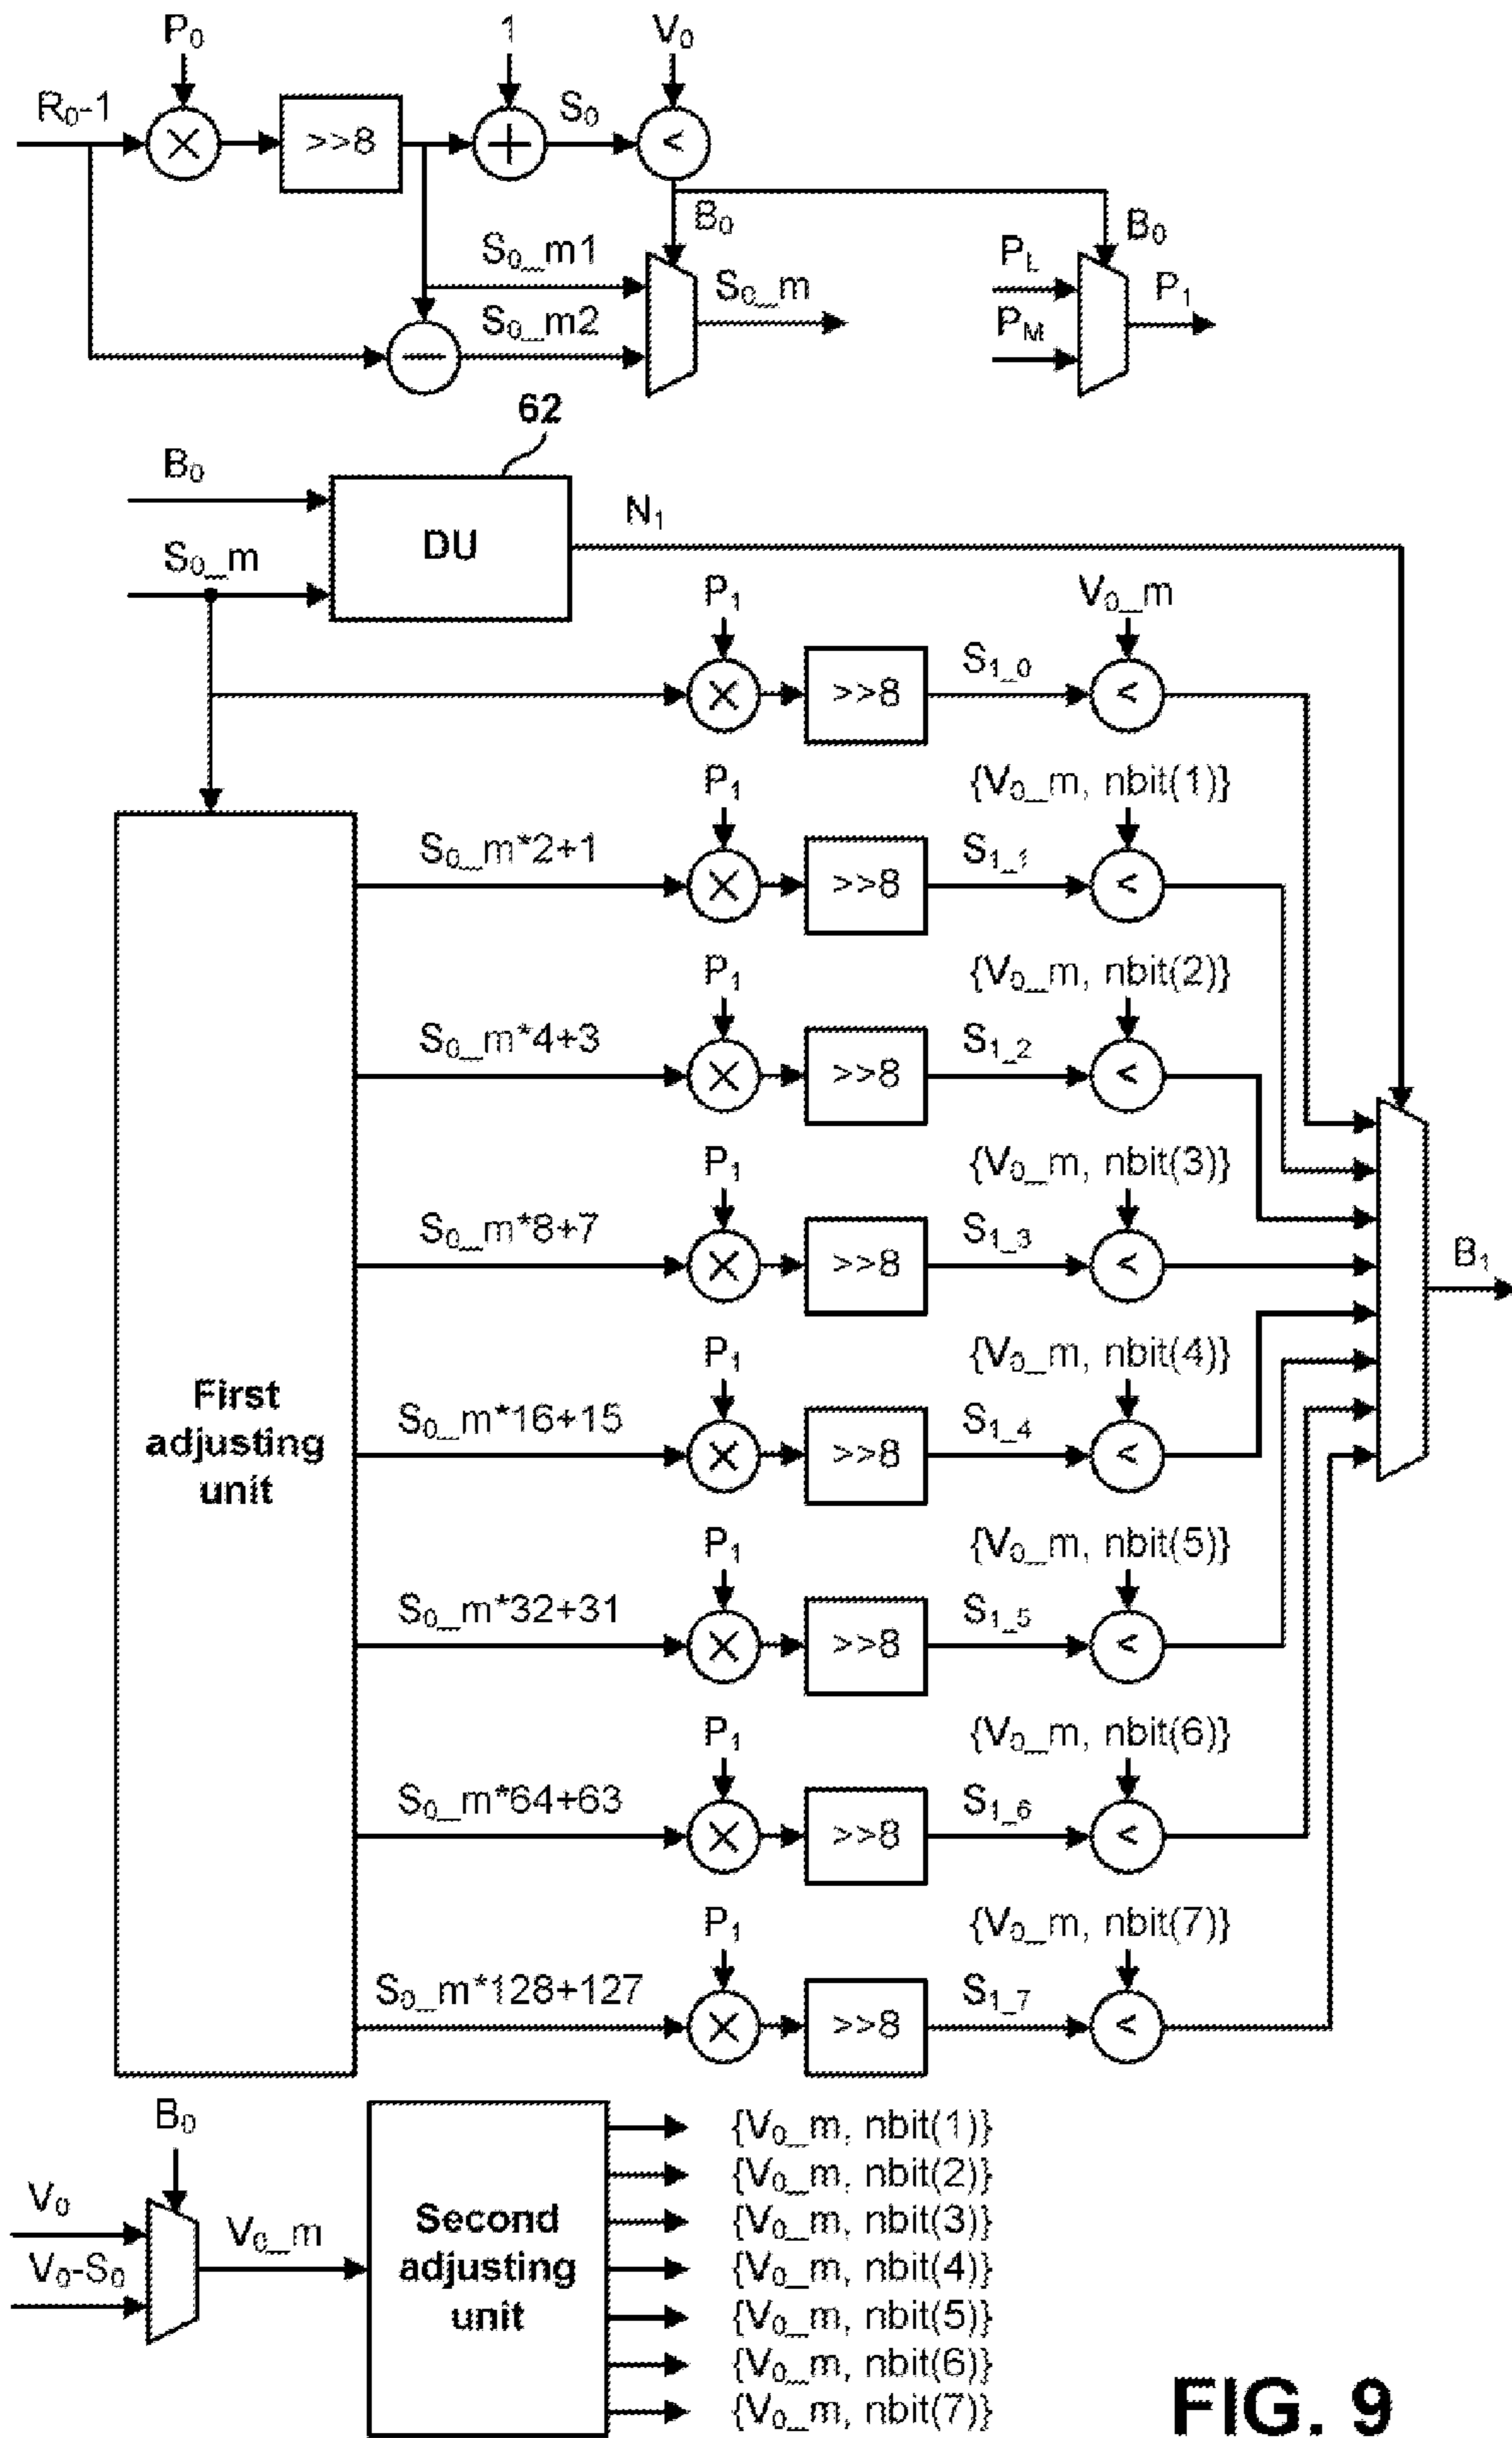 P₀ 1 V₀
R₀-1 × >>8 + S₀ <
B₀ B₀
S₀_m1 S₀_m P_L P₁
S₀_m2 P_M
−
62
B₀ DU N₁
S₀_m
P₁ V₀_m
× >>8 S₁_₀ <
P₁ {V₀_m, nbit(1)}
S₀_m*2+1 × >>8 S₁_₁ <
P₁ {V₀_m, nbit(2)}
S₀_m*4+3 × >>8 S₁_₂ <
P₁ {V₀_m, nbit(3)}
S₀_m*8+7 × >>8 S₁_₃ <
B₁
P₁ {V₀_m, nbit(4)}
First
adjusting
unit
S₀_m*16+15 × >>8 S₁_₄ <
P₁ {V₀_m, nbit(5)}
S₀_m*32+31 × >>8 S₁_₅ <
P₁ {V₀_m, nbit(6)}
S₀_m*64+63 × >>8 S₁_₆ <
P₁ {V₀_m, nbit(7)}
S₀_m*128+127 × >>8 S₁_₇ <
B₀
V₀
V₀-S₀
V₀_m
Second
adjusting
unit
{V₀_m, nbit(1)}
{V₀_m, nbit(2)}
{V₀_m, nbit(3)}
{V₀_m, nbit(4)}
{V₀_m, nbit(5)}
{V₀_m, nbit(6)}
{V₀_m, nbit(7)}
FIG. 9